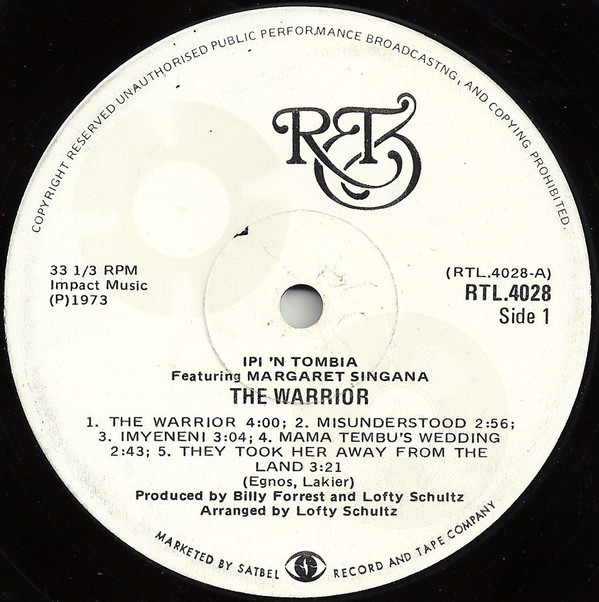 COPYRIGHT RESERVED UNAUTHORISED PUBLIC PERFORMANCE BROADCASTNG, AND COPYING PROHIBITED.
RTC
33 1/3 RPM
Impact Music
(P)1973
(RTL.4028-A)
RTL.4028
Side 1
IPI 'N TOMBIA
Featuring MARGARET SINGANA
THE WARRIOR
1. THE WARRIOR 4:00; 2. MISUNDERSTOOD 2:56;
3. IMYENENI 3:04; 4. MAMA TEMBU'S WEDDING
2:43; 5. THEY TOOK HER AWAY FROM THE
LAND 3:21
(Egnos, Lakier)
Produced by Billy Forrest and Lofty Schultz
Arranged by Lofty Schultz
MARKETED BY SATBEL RECORD AND TAPE COMPANY